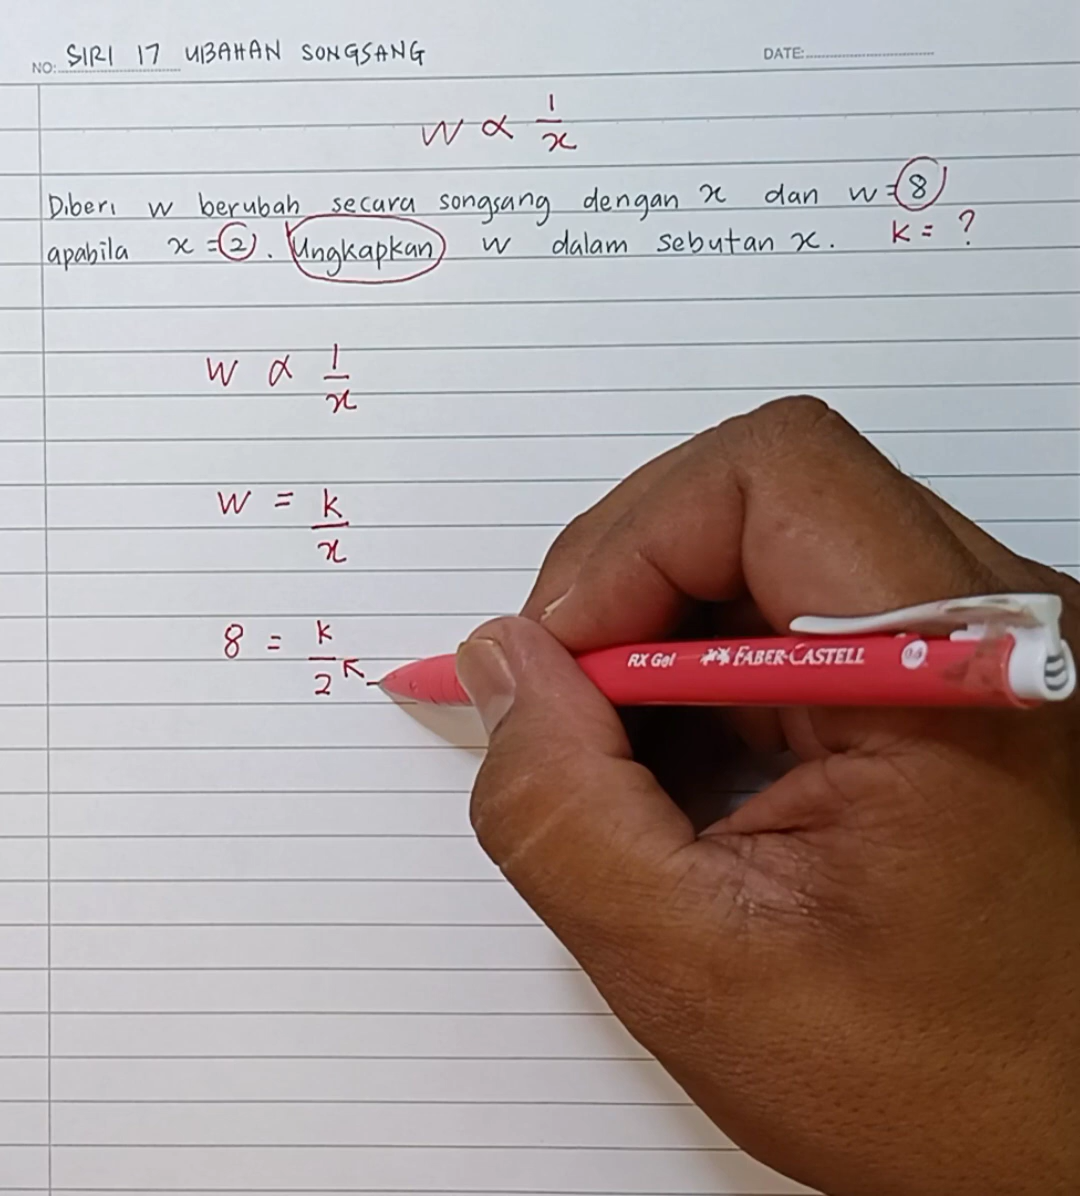 NO: SIRI 17 UBAHAN SONGSANG DATE:
W ∝ 1/x
Diberi w berubah secara songsang dengan x dan w = 8
apabila x = 2. Ungkapkan w dalam sebutan x. k = ?
W ∝ 1/x
W = k/x
8 = k/2
RX Gel FABER-CASTELL